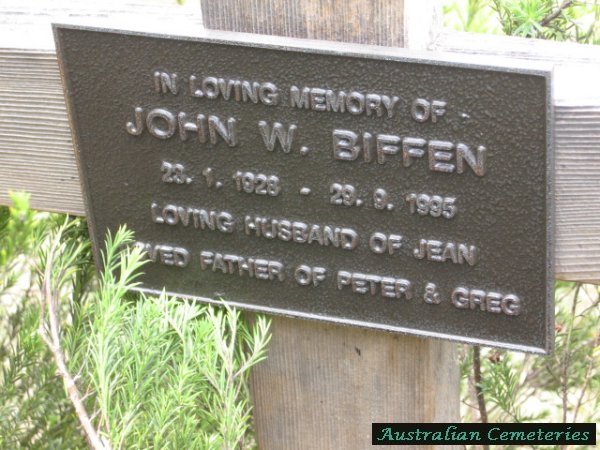 IN LOVING MEMORY OF
JOHN W. BIFFEN
23. 1. 1928 - 29. 9. 1995
LOVING HUSBAND OF JEAN
FATHER OF PETER & GREG
Australian Cemeteries